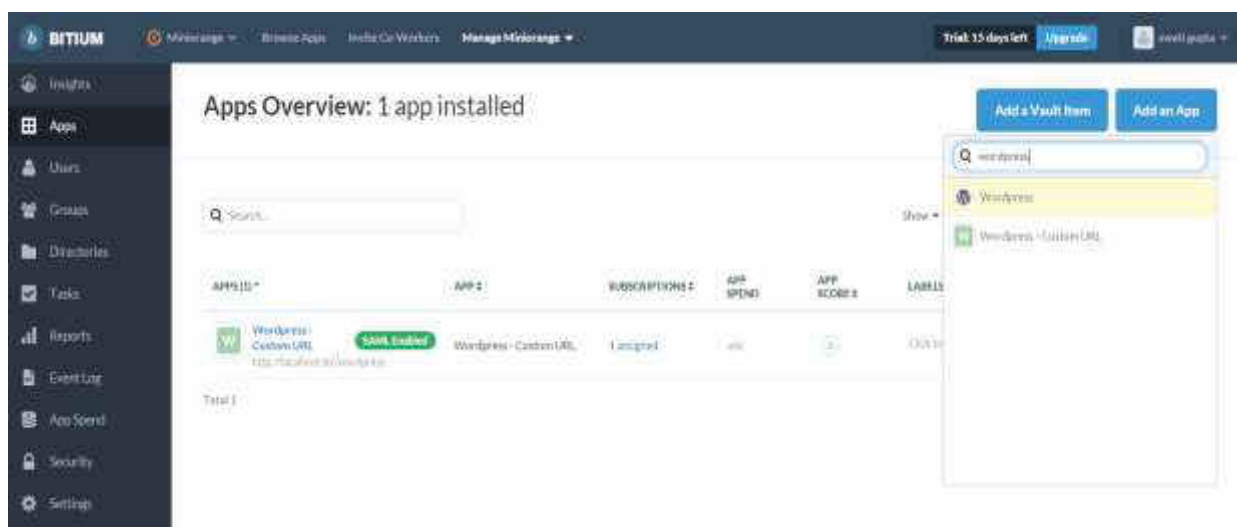 b BITIUM Miniorange Browse Apps Invite Co-Workers Manage Miniorange Trial: 15 days left Upgrade
Insights
Apps Overview: 1 app installed
Add a Vault Item Add an App
Apps
wordpress
Users
Wordpress
Groups
Search...
Show
Wordpress - Custom URL
Directories
Tasks
APPS (1) APP SUBSCRIPTIONS APP SPEND APP SCORE LABELS
Reports
Wordpress - Custom URL SAML Enabled Wordpress - Custom URL 1 assigned
Event Log
Total 1
App Spend
Security
Settings